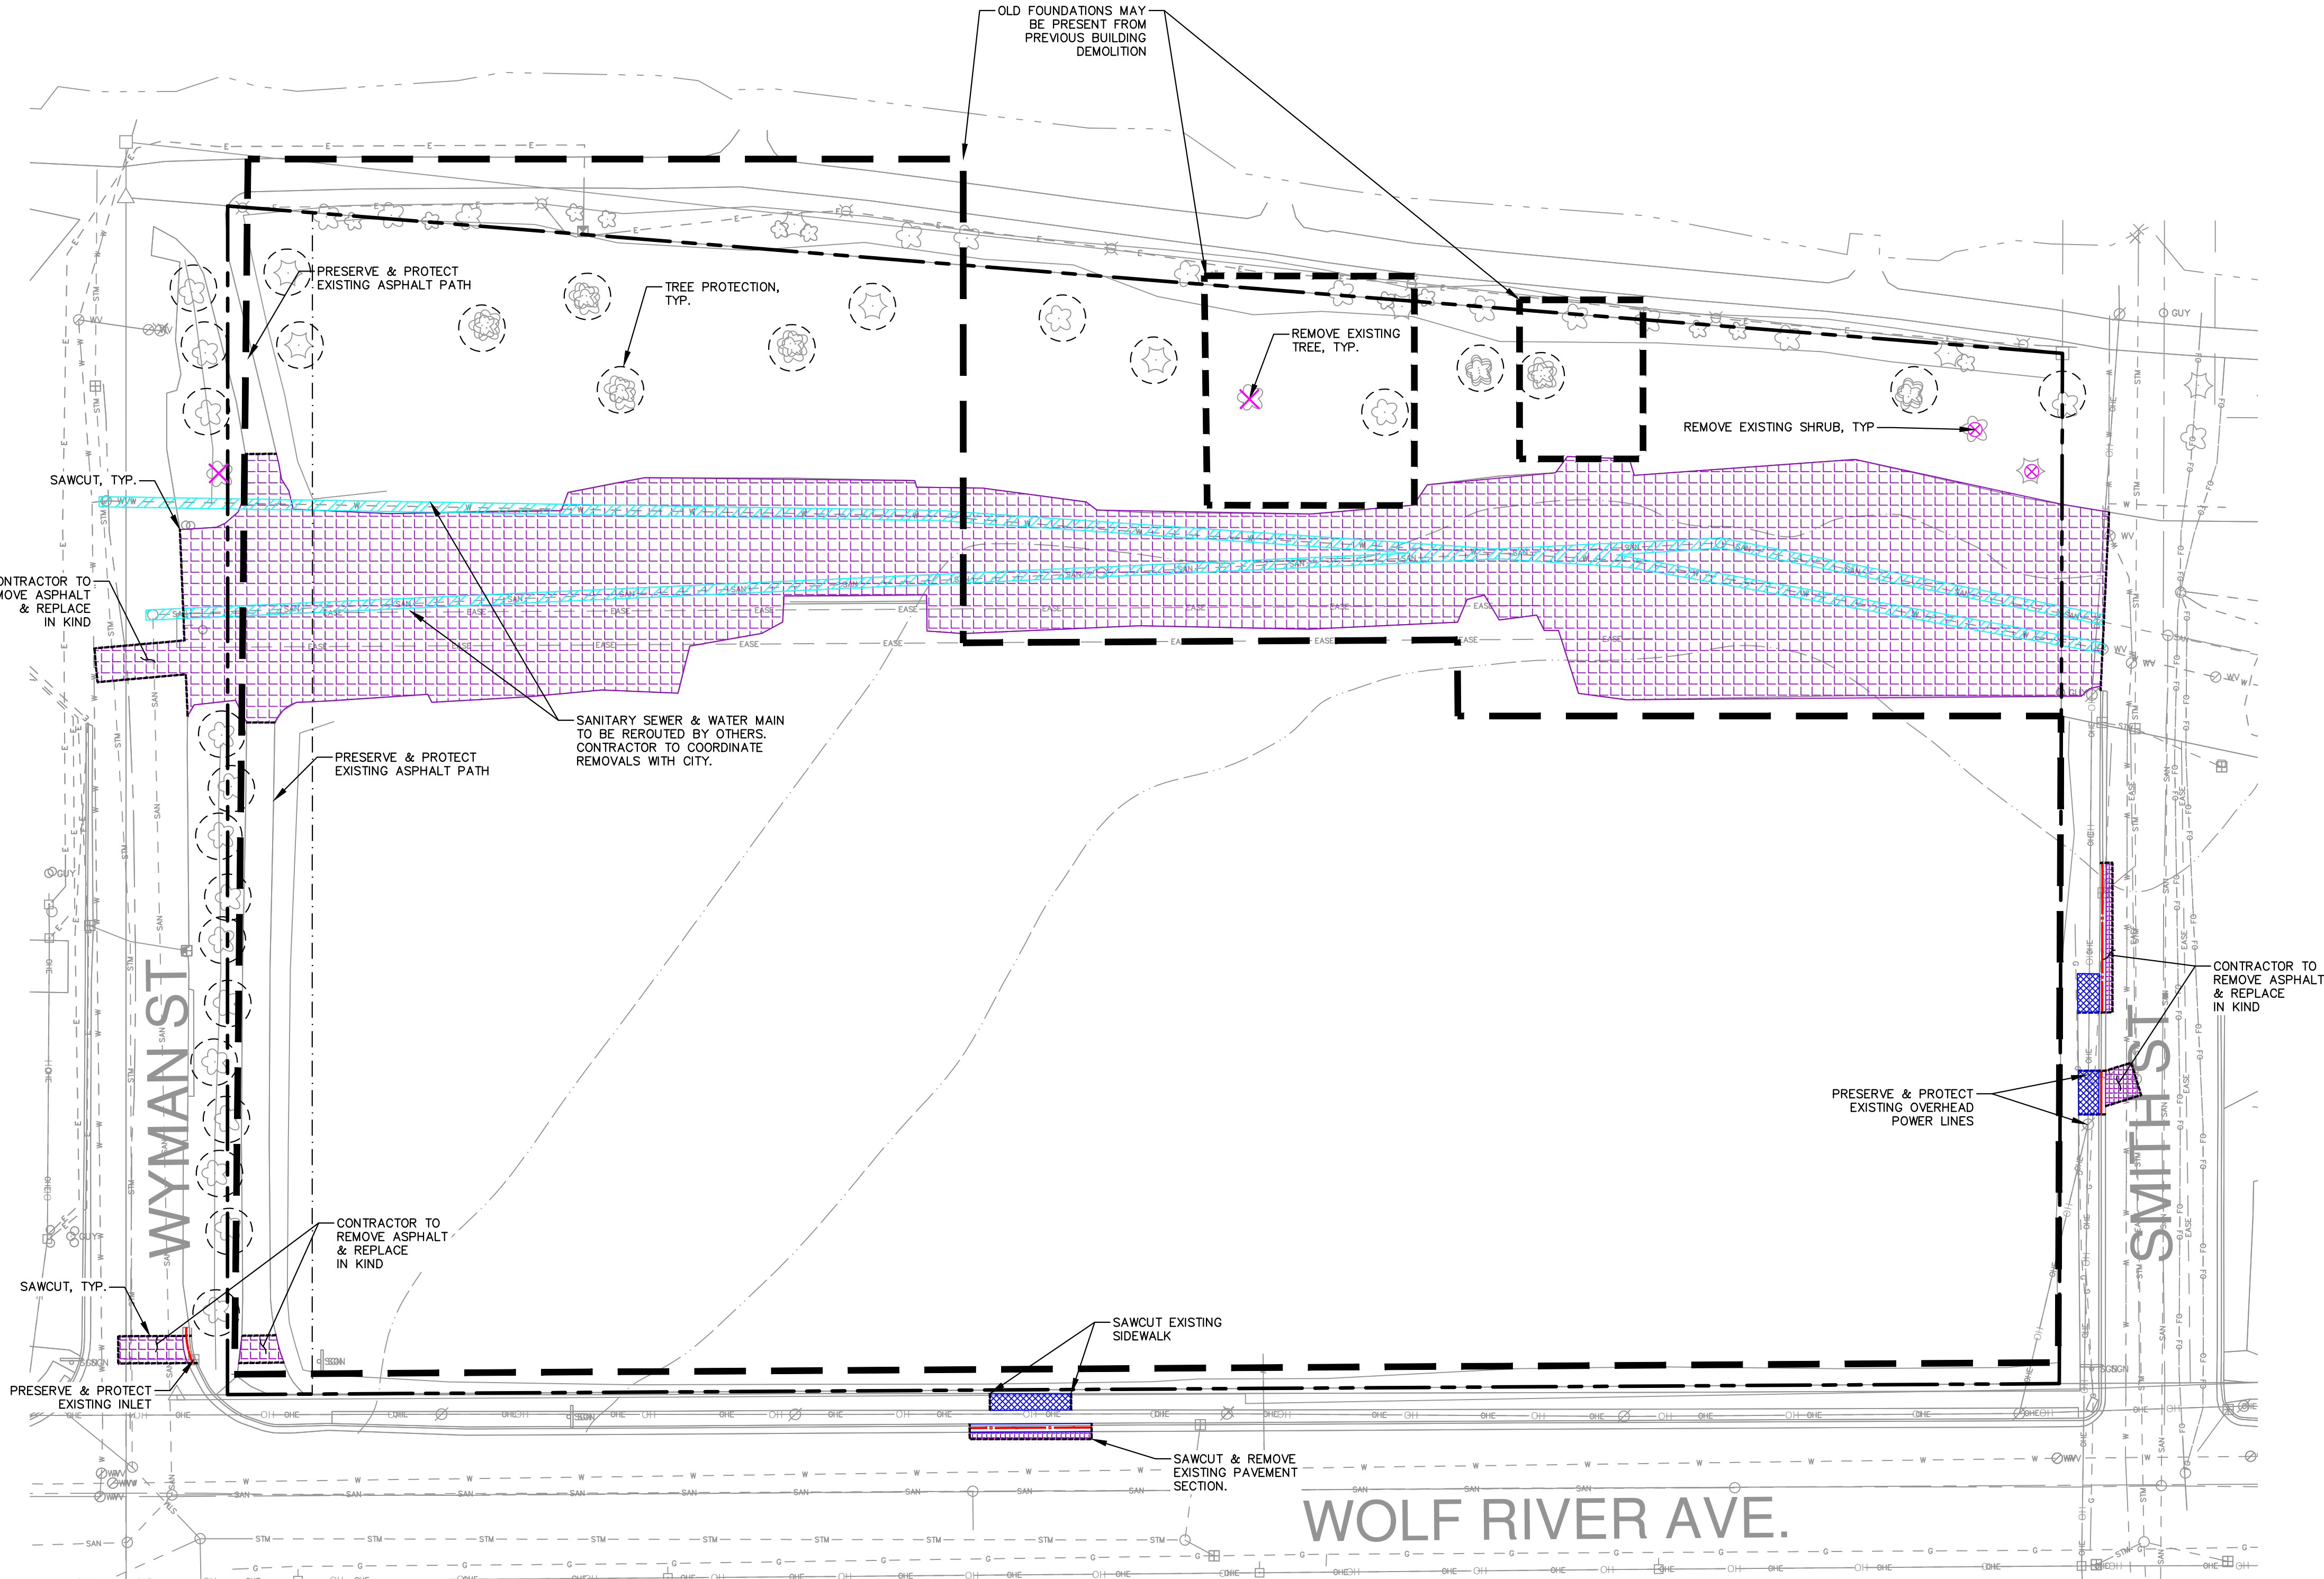 OLD FOUNDATIONS MAY
BE PRESENT FROM
PREVIOUS BUILDING
DEMOLITION
PRESERVE & PROTECT
EXISTING ASPHALT PATH
TREE PROTECTION,
TYP.
REMOVE EXISTING
TREE, TYP.
REMOVE EXISTING SHRUB, TYP
SAWCUT, TYP.
ONTRACTOR TO
MOVE ASPHALT
& REPLACE
IN KIND
SANITARY SEWER & WATER MAIN
TO BE REROUTED BY OTHERS.
CONTRACTOR TO COORDINATE
REMOVALS WITH CITY.
PRESERVE & PROTECT
EXISTING ASPHALT PATH
CONTRACTOR TO
REMOVE ASPHALT
& REPLACE
IN KIND
PRESERVE & PROTECT
EXISTING OVERHEAD
POWER LINES
WYMAN ST
SMITH ST
CONTRACTOR TO
REMOVE ASPHALT
& REPLACE
IN KIND
SAWCUT, TYP.
SAWCUT EXISTING
SIDEWALK
PRESERVE & PROTECT
EXISTING INLET
SAWCUT & REMOVE
EXISTING PAVEMENT
SECTION.
WOLF RIVER AVE.